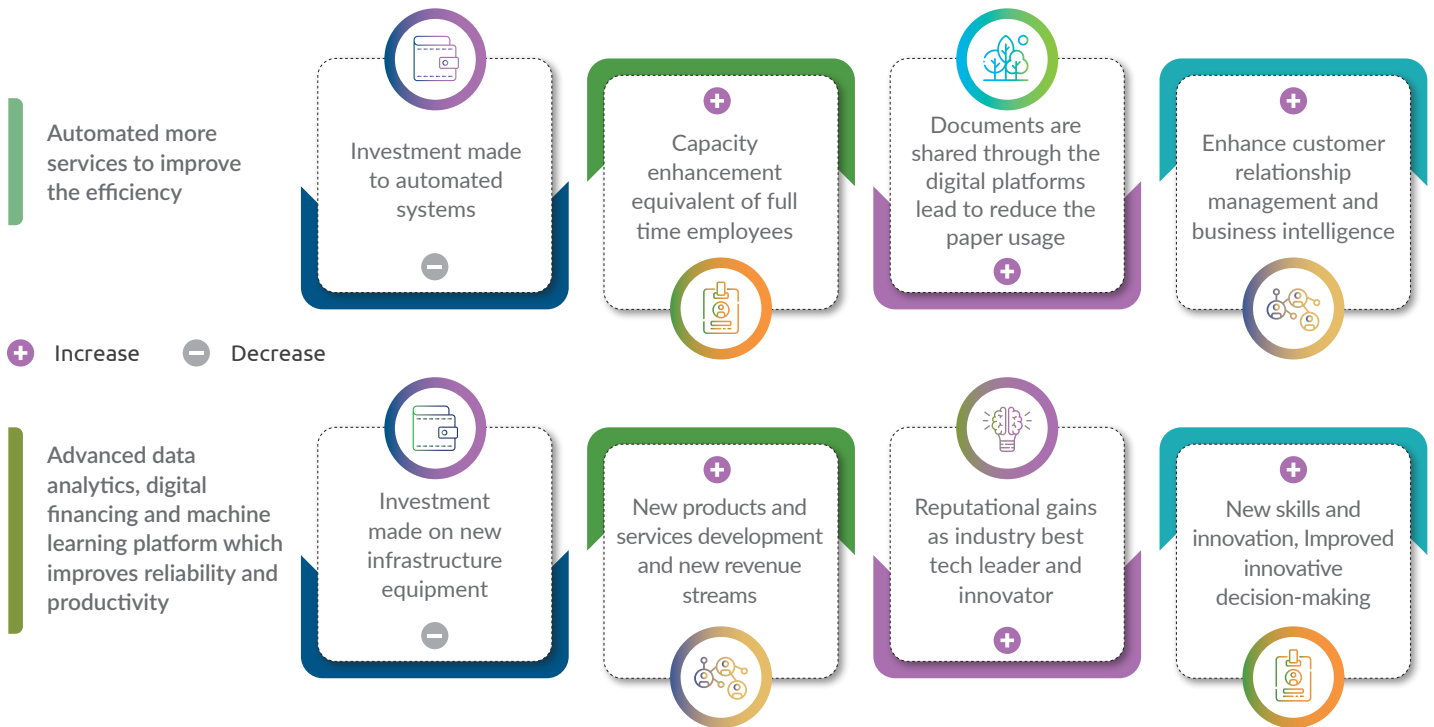 Automated more
services to improve
the efficiency
Investment made
to automated
systems
Capacity
enhancement
equivalent of full
time employees
Documents are
shared through the
digital platforms
lead to reduce the
paper usage
Enhance customer
relationship
management and
business intelligence
Increase
Decrease
Advanced data
analytics, digital
financing and machine
learning platform which
improves reliability and
productivity
Investment
made on new
infrastructure
equipment
New products and
services development
and new revenue
streams
Reputational gains
as industry best
tech leader and
innovator
New skills and
innovation, Improved
innovative
decision-making